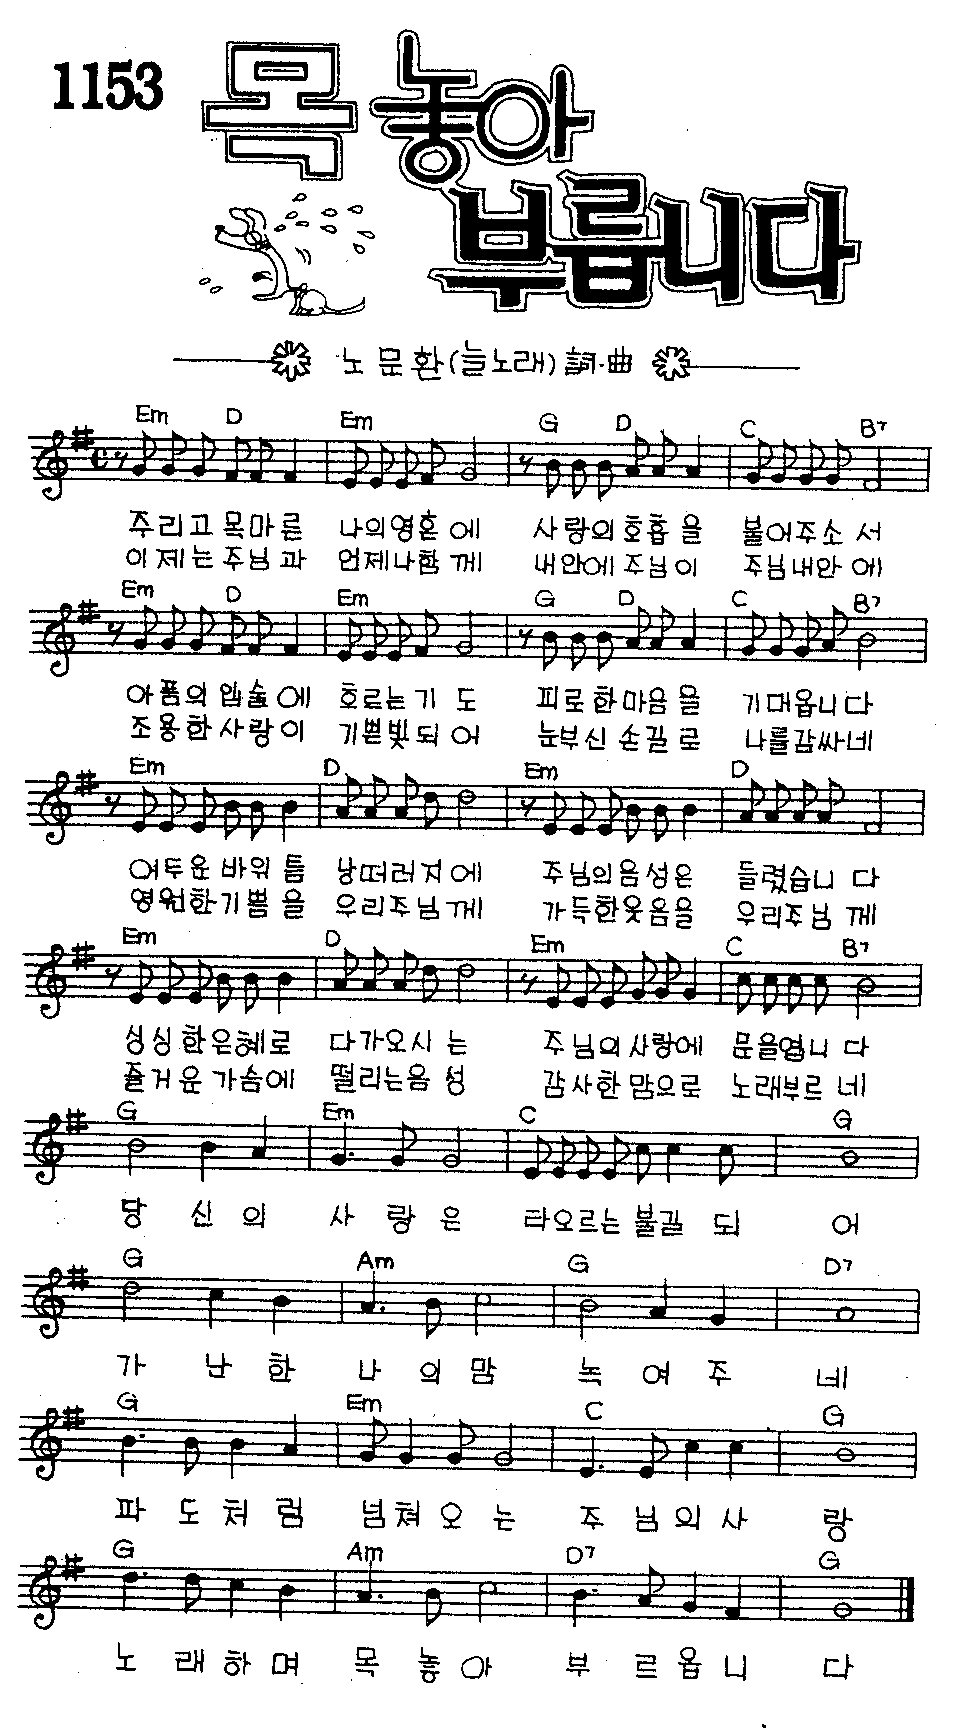 1153
목 놓아
부릅니다
노문환(늘노래) 詞·曲
Em D Em G D C B7
주리고 목마른 나의영혼에 사랑의호흡을 불어주소서
이제는주님과 언제나함께 내안에주님이 주님내안에
Em D Em G D C B7
아픔의 입술에 흐르는기도 피로한마음을 기대옵니다
조용한사랑이 기쁜빛되어 눈부신손길로 나를감싸네
Em D Em D
어두운바위틈 낭떠러지에 주님의음성은 들렸습니다
영원한기쁨을 우리주님께 가득한웃음을 우리주님께
Em D Em C B7
싱싱한은혜로 다가오시는 주님의사랑에 문을엽니다
즐거운가슴에 떨리는음성 감사한맘으로 노래부르네
G Em C G
당신의 사랑은 타오르는불길되어
G Am G D7
가난한 나의맘 녹여주네
G Em C G
파도쳐럼 넘쳐오는 주님의사랑
G Am D7 G
노래하며 목놓아 부르옵니다